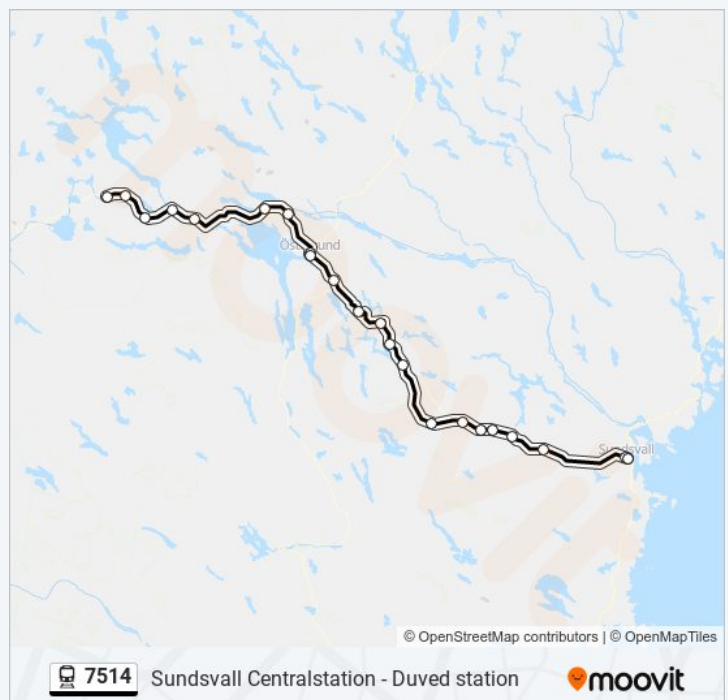 Östersund
Sundsvall
© OpenStreetMap contributors | © OpenMapTiles
7514 Sundsvall Centralstation - Duved station
moovit